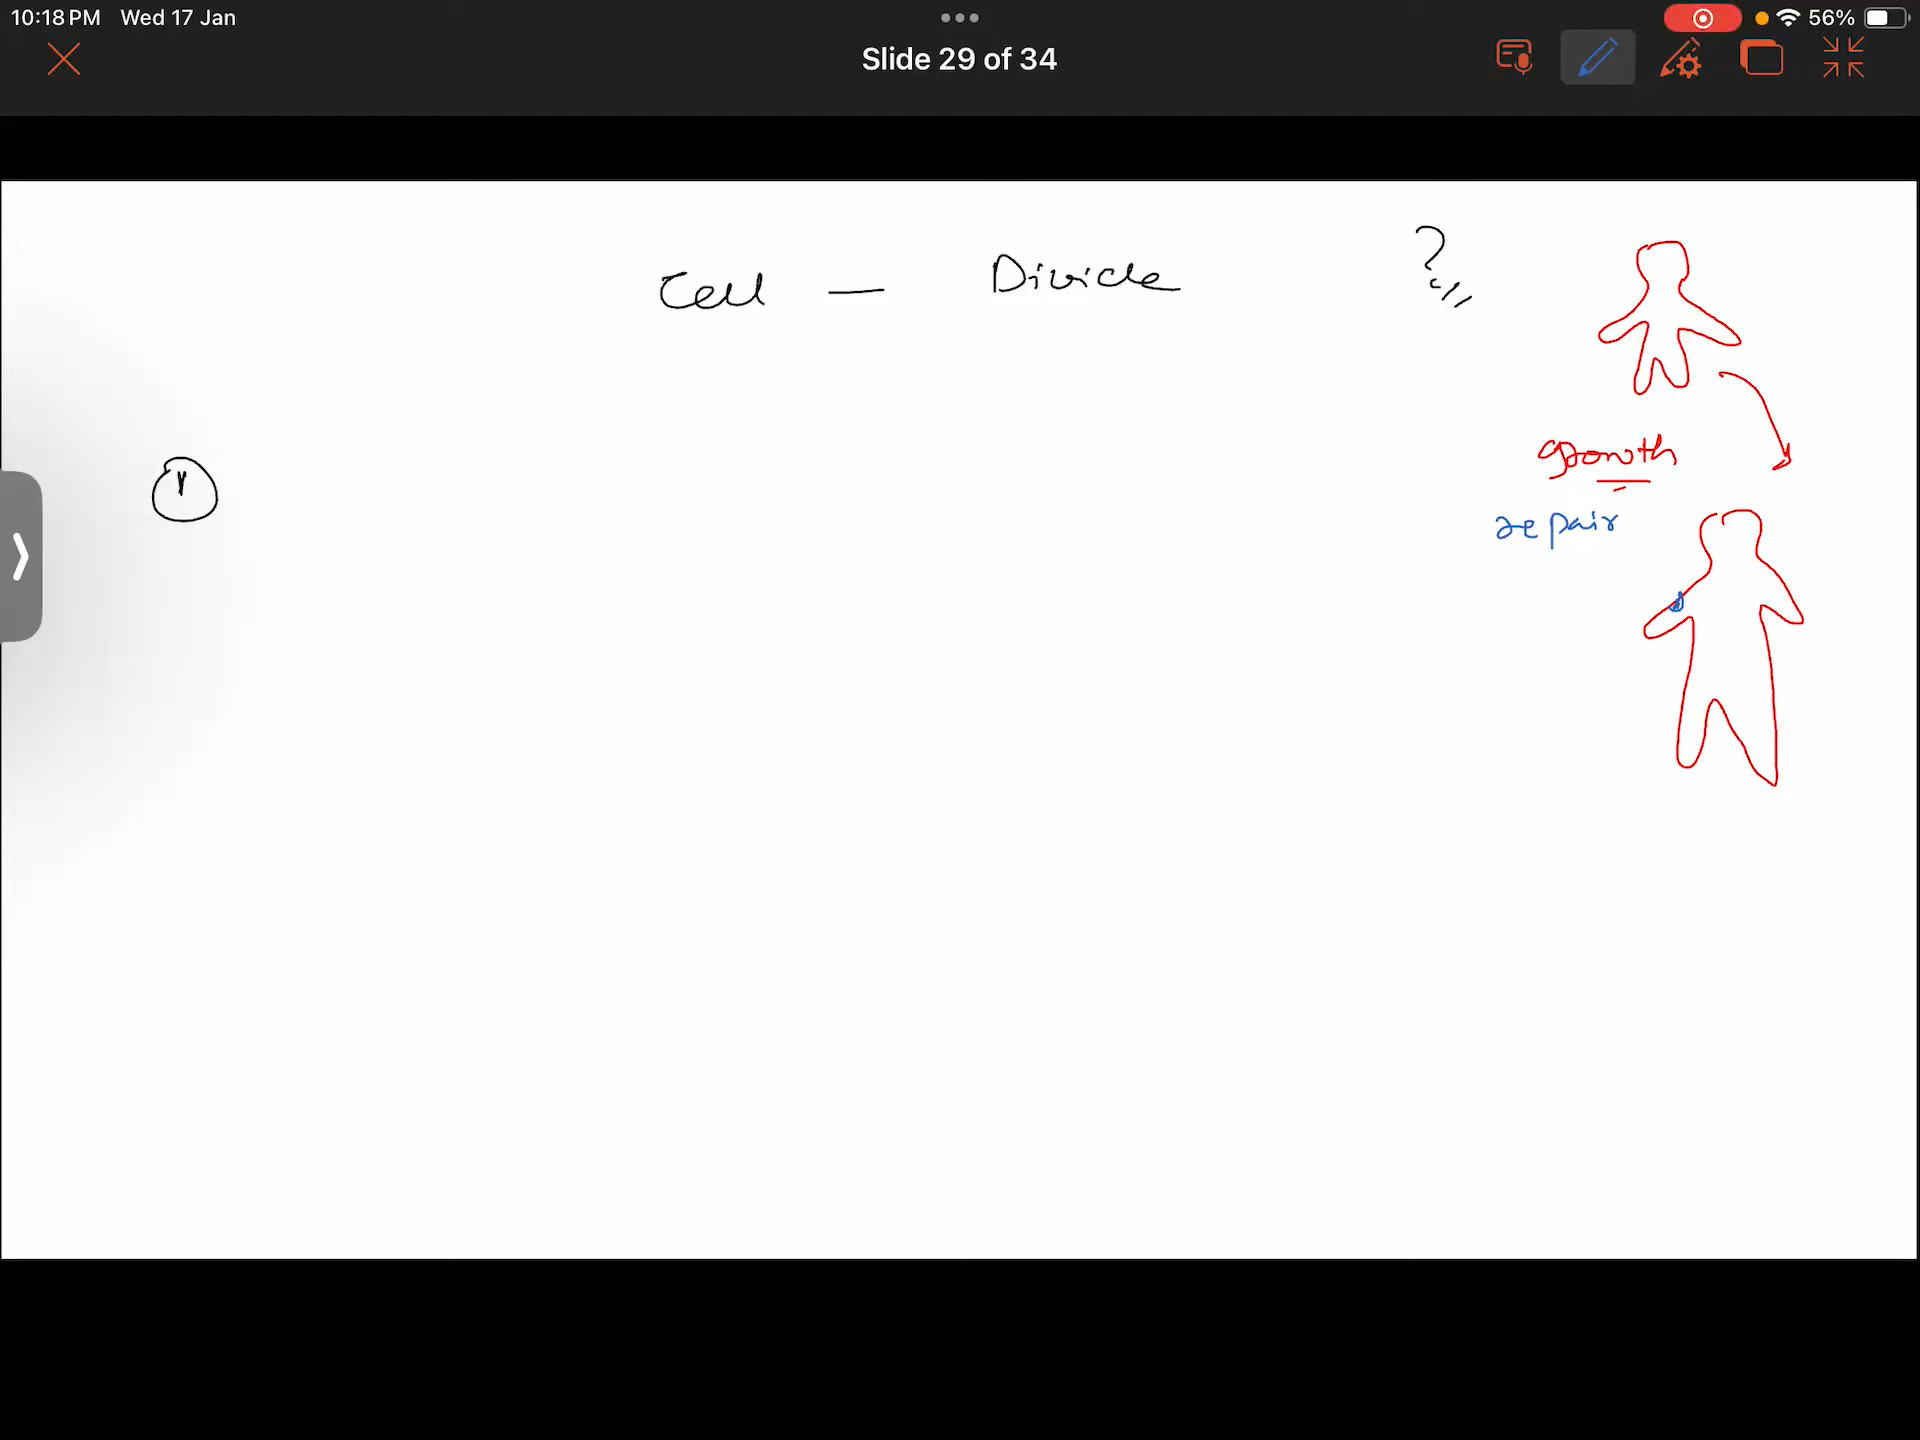 10:18 PM Wed 17 Jan
56%
Slide 29 of 34
Cell — Divide ?
growth
repair